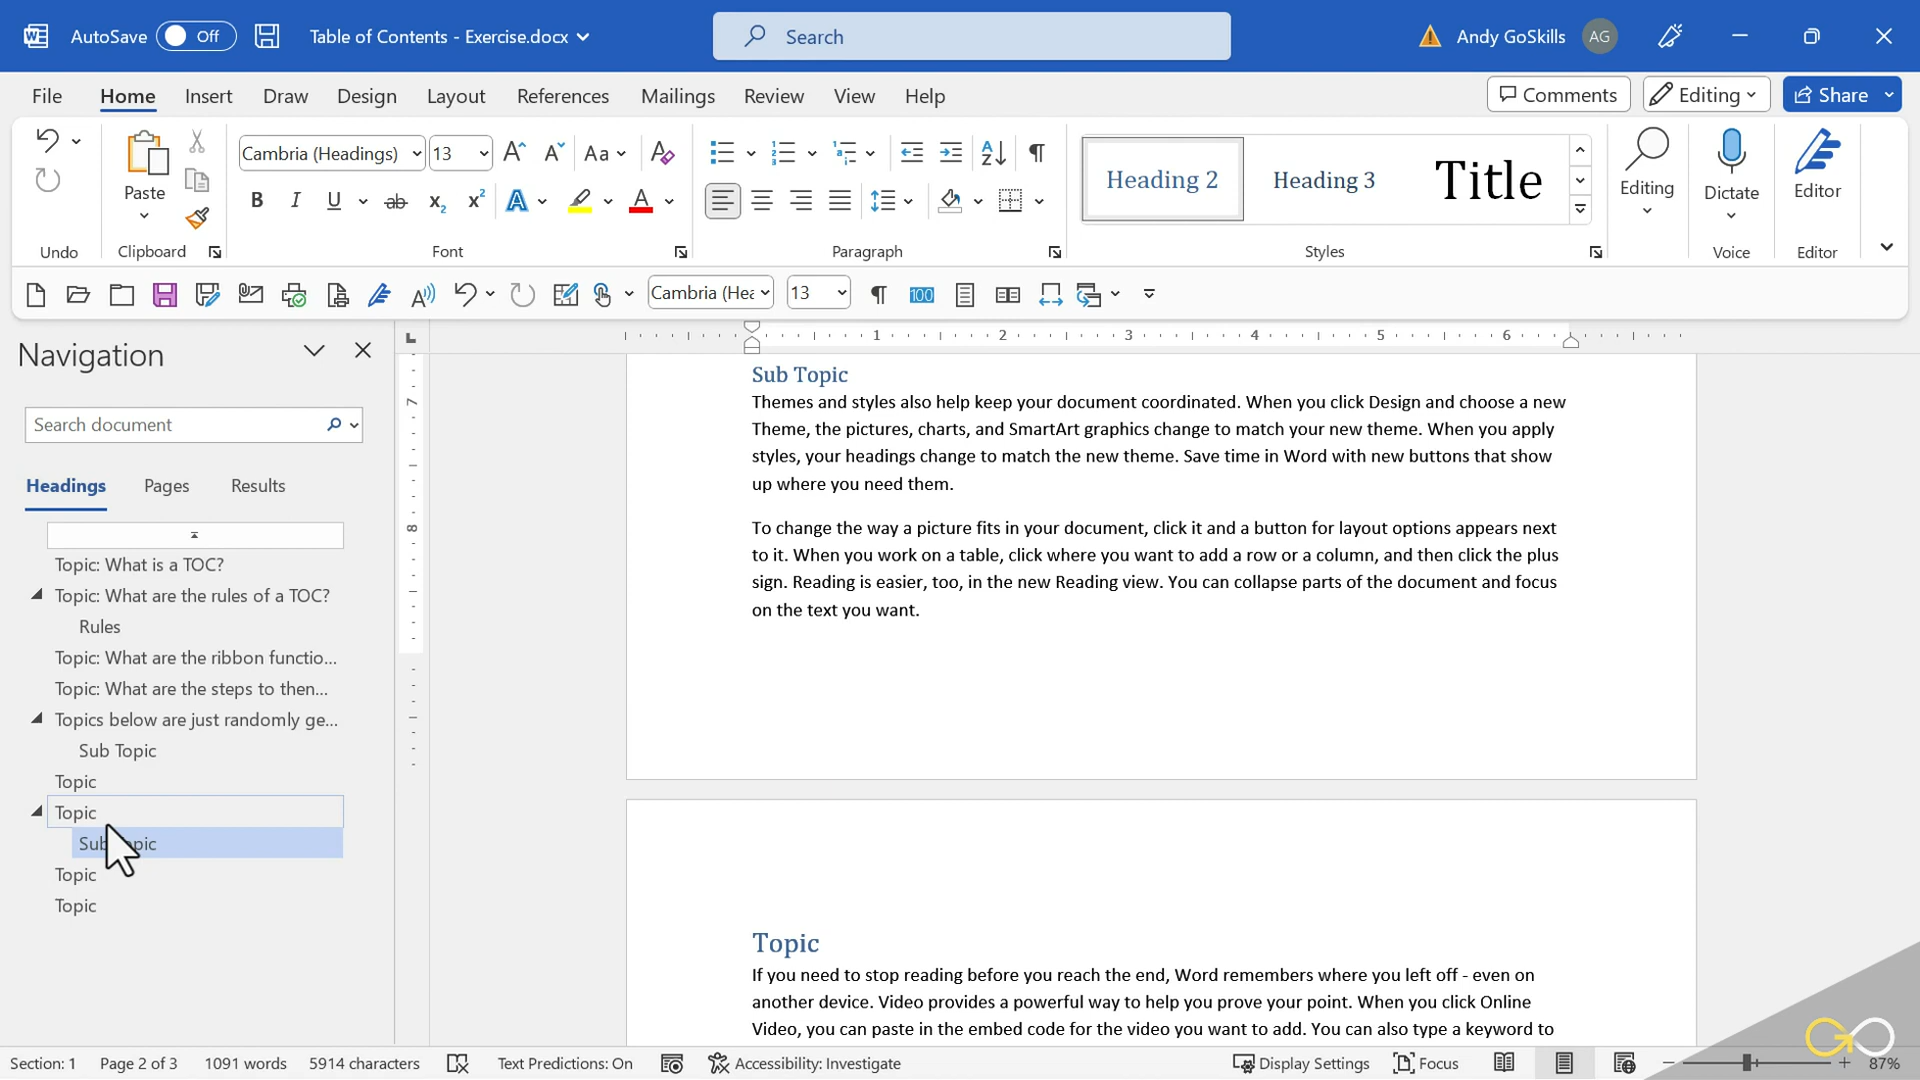 AutoSave Off Table of Contents - Exercise.docx Search Andy GoSkills AG
File Home Insert Draw Design Layout References Mailings Review View Help Comments Editing Share
Cambria (Headings) 13 Aa
Paste
B I U ab x₂ x² A A
Heading 2 Heading 3 Title
Editing Dictate Editor
Undo Clipboard Font Paragraph Styles Voice Editor
Cambria (Hea 13 100
Navigation
Search document
Headings Pages Results
Topic: What is a TOC?
Topic: What are the rules of a TOC?
Rules
Topic: What are the ribbon functio...
Topic: What are the steps to then...
Topics below are just randomly ge...
Sub Topic
Topic
Topic
Sub Topic
Topic
Topic
1 2 3 4 5 6
7
8
Sub Topic
Themes and styles also help keep your document coordinated. When you click Design and choose a new
Theme, the pictures, charts, and SmartArt graphics change to match your new theme. When you apply
styles, your headings change to match the new theme. Save time in Word with new buttons that show
up where you need them.
To change the way a picture fits in your document, click it and a button for layout options appears next
to it. When you work on a table, click where you want to add a row or a column, and then click the plus
sign. Reading is easier, too, in the new Reading view. You can collapse parts of the document and focus
on the text you want.
Topic
If you need to stop reading before you reach the end, Word remembers where you left off - even on
another device. Video provides a powerful way to help you prove your point. When you click Online
Video, you can paste in the embed code for the video you want to add. You can also type a keyword to
Section: 1 Page 2 of 3 1091 words 5914 characters Text Predictions: On Accessibility: Investigate Display Settings Focus 87%